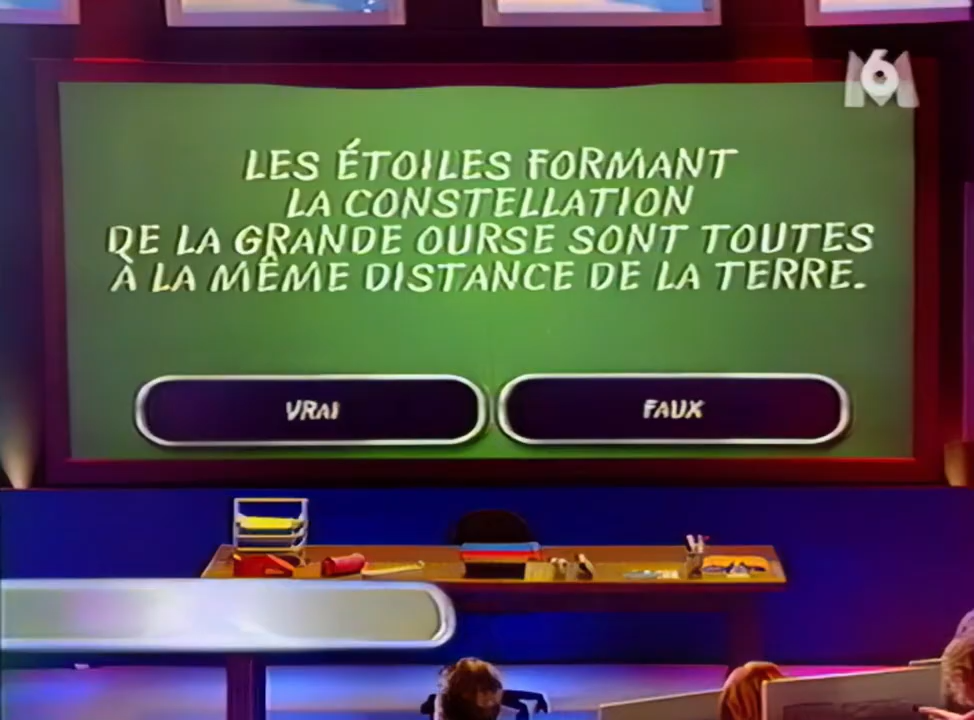 M6
LES ÉTOILES FORMANT
LA CONSTELLATION
DE LA GRANDE OURSE SONT TOUTES
À LA MÊME DISTANCE DE LA TERRE.
VRAI
FAUX